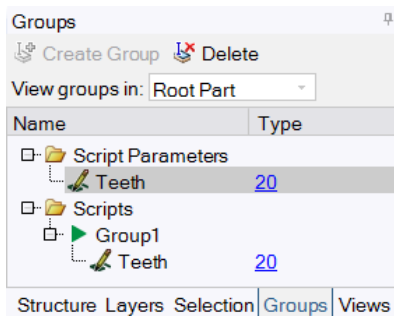 Groups
Create Group Delete
View groups in: Root Part
Name Type
Script Parameters
Teeth 20
Scripts
Group1
Teeth 20
Structure Layers Selection Groups Views